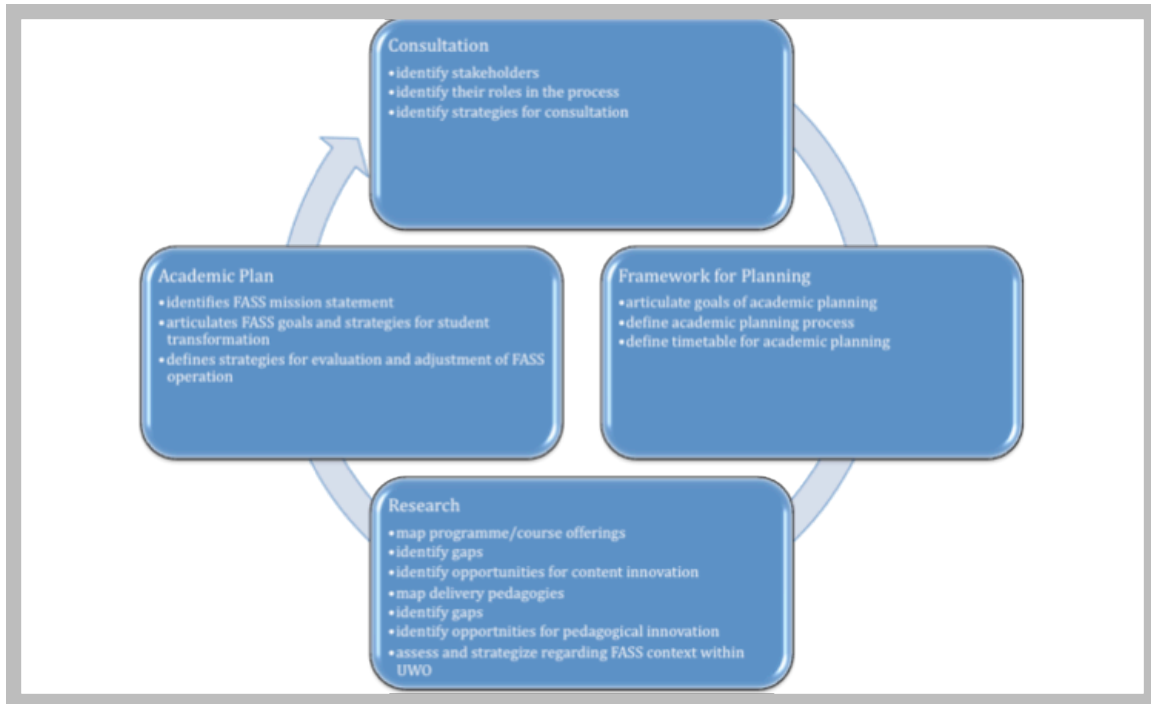 Consultation
•identify stakeholders
•identify their roles in the process
•identify strategies for consultation
Framework for Planning
•articulate goals of academic planning
•define academic planning process
•define timetable for academic planning
Research
•map programme/course offerings
•identify gaps
•identify opportunities for content innovation
•map delivery pedagogies
•identify gaps
•identify opportnities for pedagogical innovation
•assess and strategize regarding FASS context within
UWO
Academic Plan
•identifies FASS mission statement
•articulates FASS goals and strategies for student
transformation
•defines strategies for evaluation and adjustment of FASS
operation